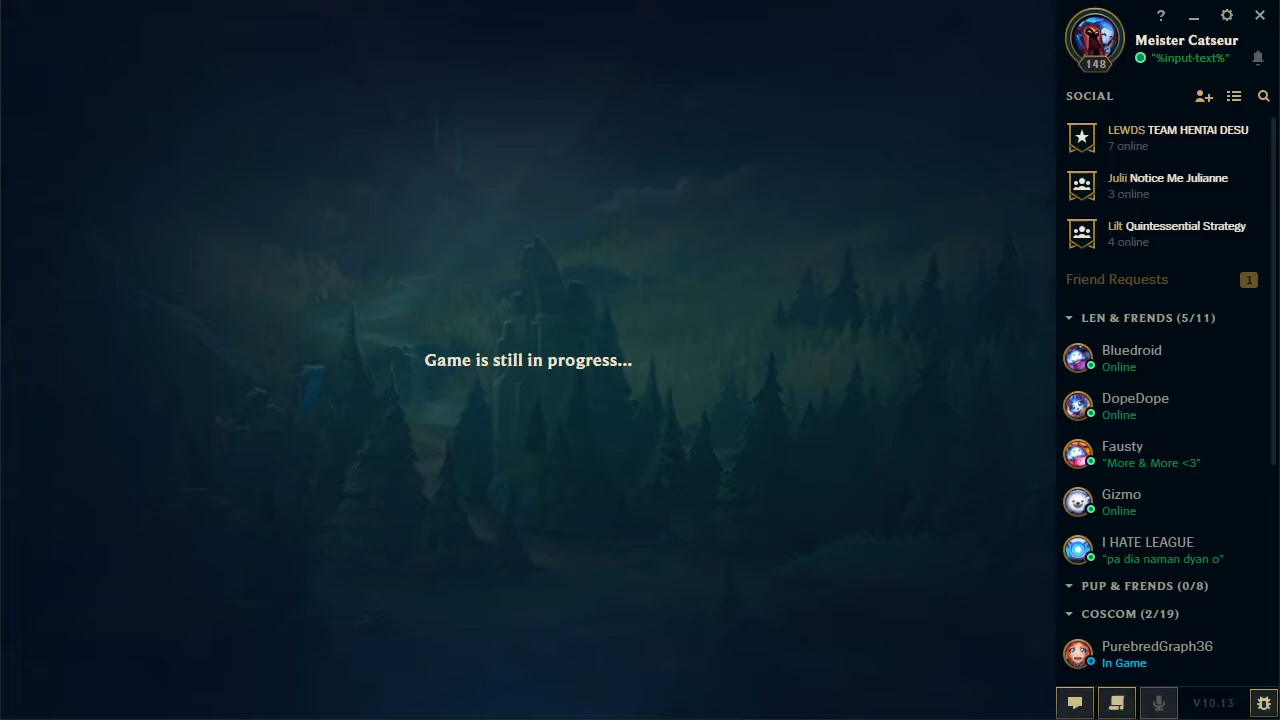 ?
Meister Catseur
148
"%input-text%"
SOCIAL
LEWDS TEAM HENTAI DESU
7 online
Julii Notice Me Julianne
3 online
Lilt Quintessential Strategy
4 online
Friend Requests 1
LEN & FRENDS (5/11)
Bluedroid
Online
Game is still in progress...
DopeDope
Online
Fausty
"More & More <3"
Gizmo
Online
I HATE LEAGUE
"pa dia naman dyan o"
PUP & FRENDS (0/8)
COSCOM (2/19)
PurebredGraph36
In Game
V10.13